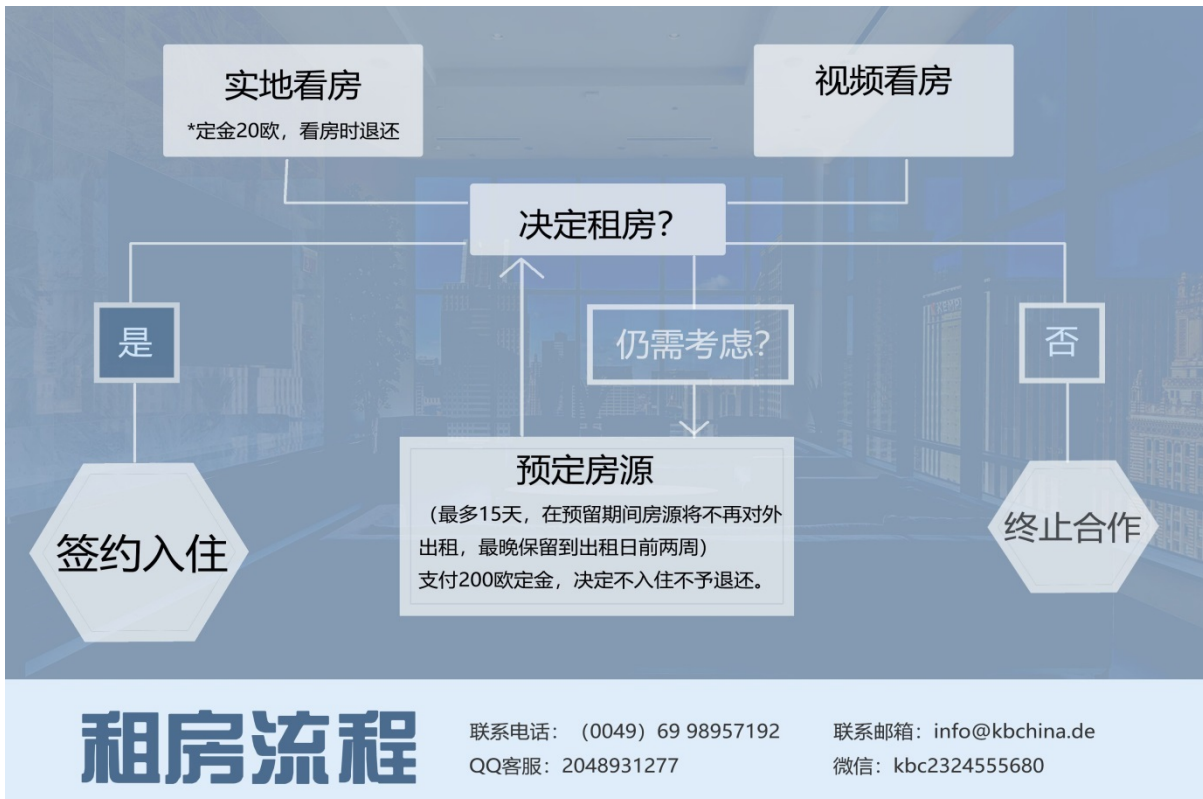 实地看房
*定金20欧，看房时退还
视频看房
决定租房？
是
仍需考虑？
否
预定房源
（最多15天，在预留期间房源将不再对外
出租，最晚保留到出租日前两周）
支付200欧定金，决定不入住不予退还。
签约入住
终止合作
租房流程
联系电话：（0049）69 98957192
联系邮箱：info@kbchina.de
QQ客服：2048931277
微信：kbc2324555680